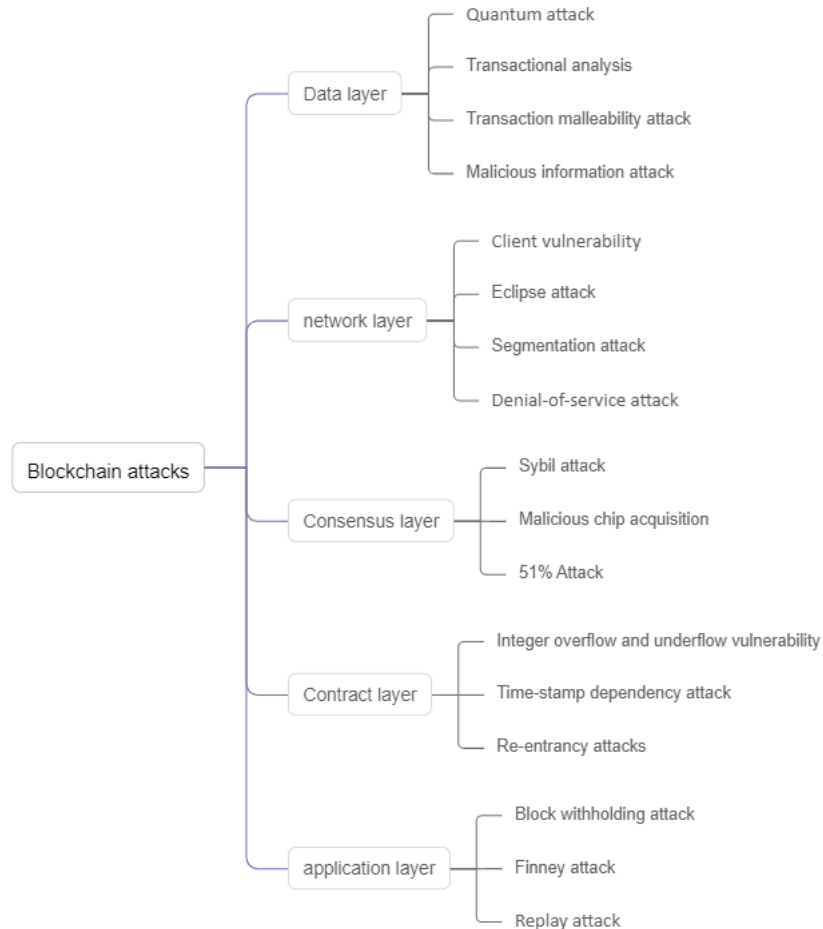 Blockchain attacks
Data layer
Quantum attack
Transactional analysis
Transaction malleability attack
Malicious information attack
network layer
Client vulnerability
Eclipse attack
Segmentation attack
Denial-of-service attack
Consensus layer
Sybil attack
Malicious chip acquisition
51% Attack
Contract layer
Integer overflow and underflow vulnerability
Time-stamp dependency attack
Re-entrancy attacks
application layer
Block withholding attack
Finney attack
Replay attack